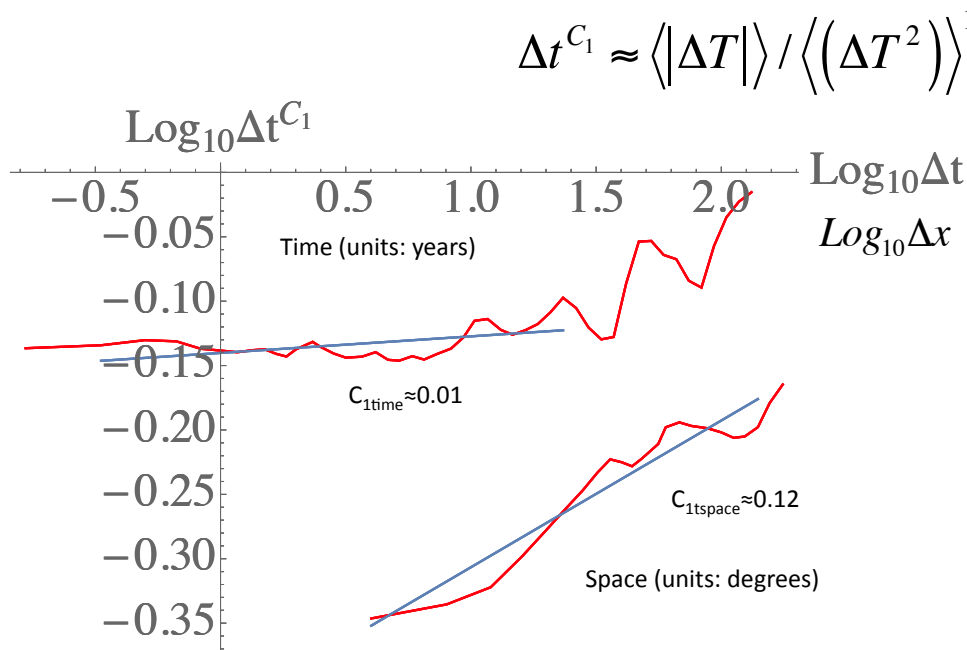 Δt^C₁ ≈ ⟨|ΔT|⟩ / ⟨(ΔT²)⟩
Log₁₀Δt^C₁
Log₁₀Δt
−0.5 0.5 1.0 1.5 2.0
Log₁₀Δx
−0.05
Time (units: years)
−0.10
−0.15
C₁time≈0.01
−0.20
−0.25
C₁tspace≈0.12
−0.30
Space (units: degrees)
−0.35